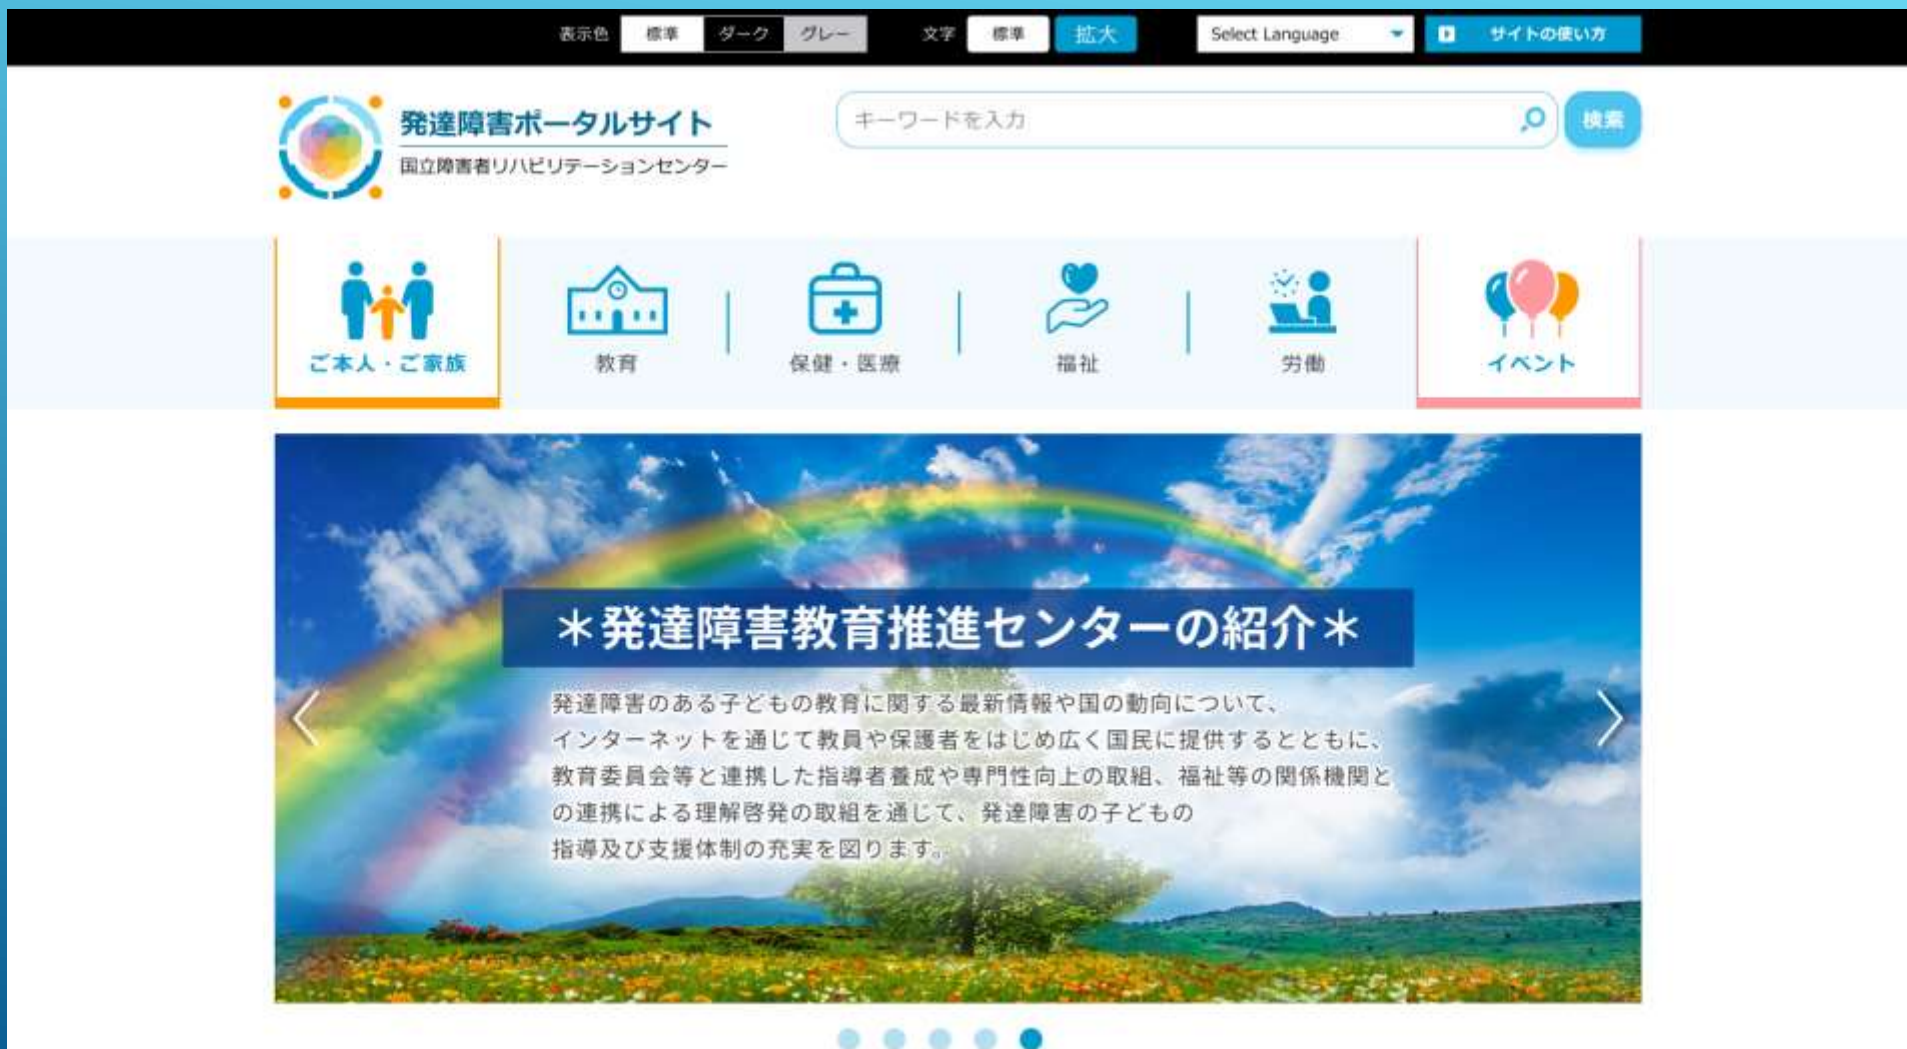 表示色 標準 ダーク グレー 文字 標準 拡大 Select Language サイトの使い方
発達障害ポータルサイト
国立障害者リハビリテーションセンター
キーワードを入力 検索
ご本人・ご家族 教育 保健・医療 福祉 労働 イベント
＊発達障害教育推進センターの紹介＊
発達障害のある子どもの教育に関する最新情報や国の動向について、
インターネットを通じて教員や保護者をはじめ広く国民に提供するとともに、
教育委員会等と連携した指導者養成や専門性向上の取組、福祉等の関係機関と
の連携による理解啓発の取組を通じて、発達障害の子どもの
指導及び支援体制の充実を図ります。